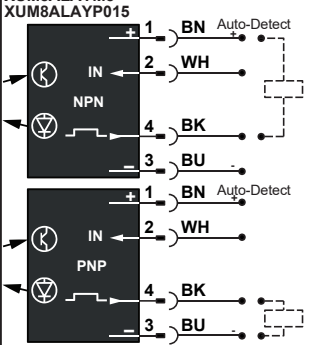 XUM8ALAYP015
+ 1 BN Auto-Detect
+
IN 2 WH
NPN
4 BK
– 3 BU -
+ 1 BN Auto-Detect
+
IN 2 WH
PNP
4 BK
– 3 BU -